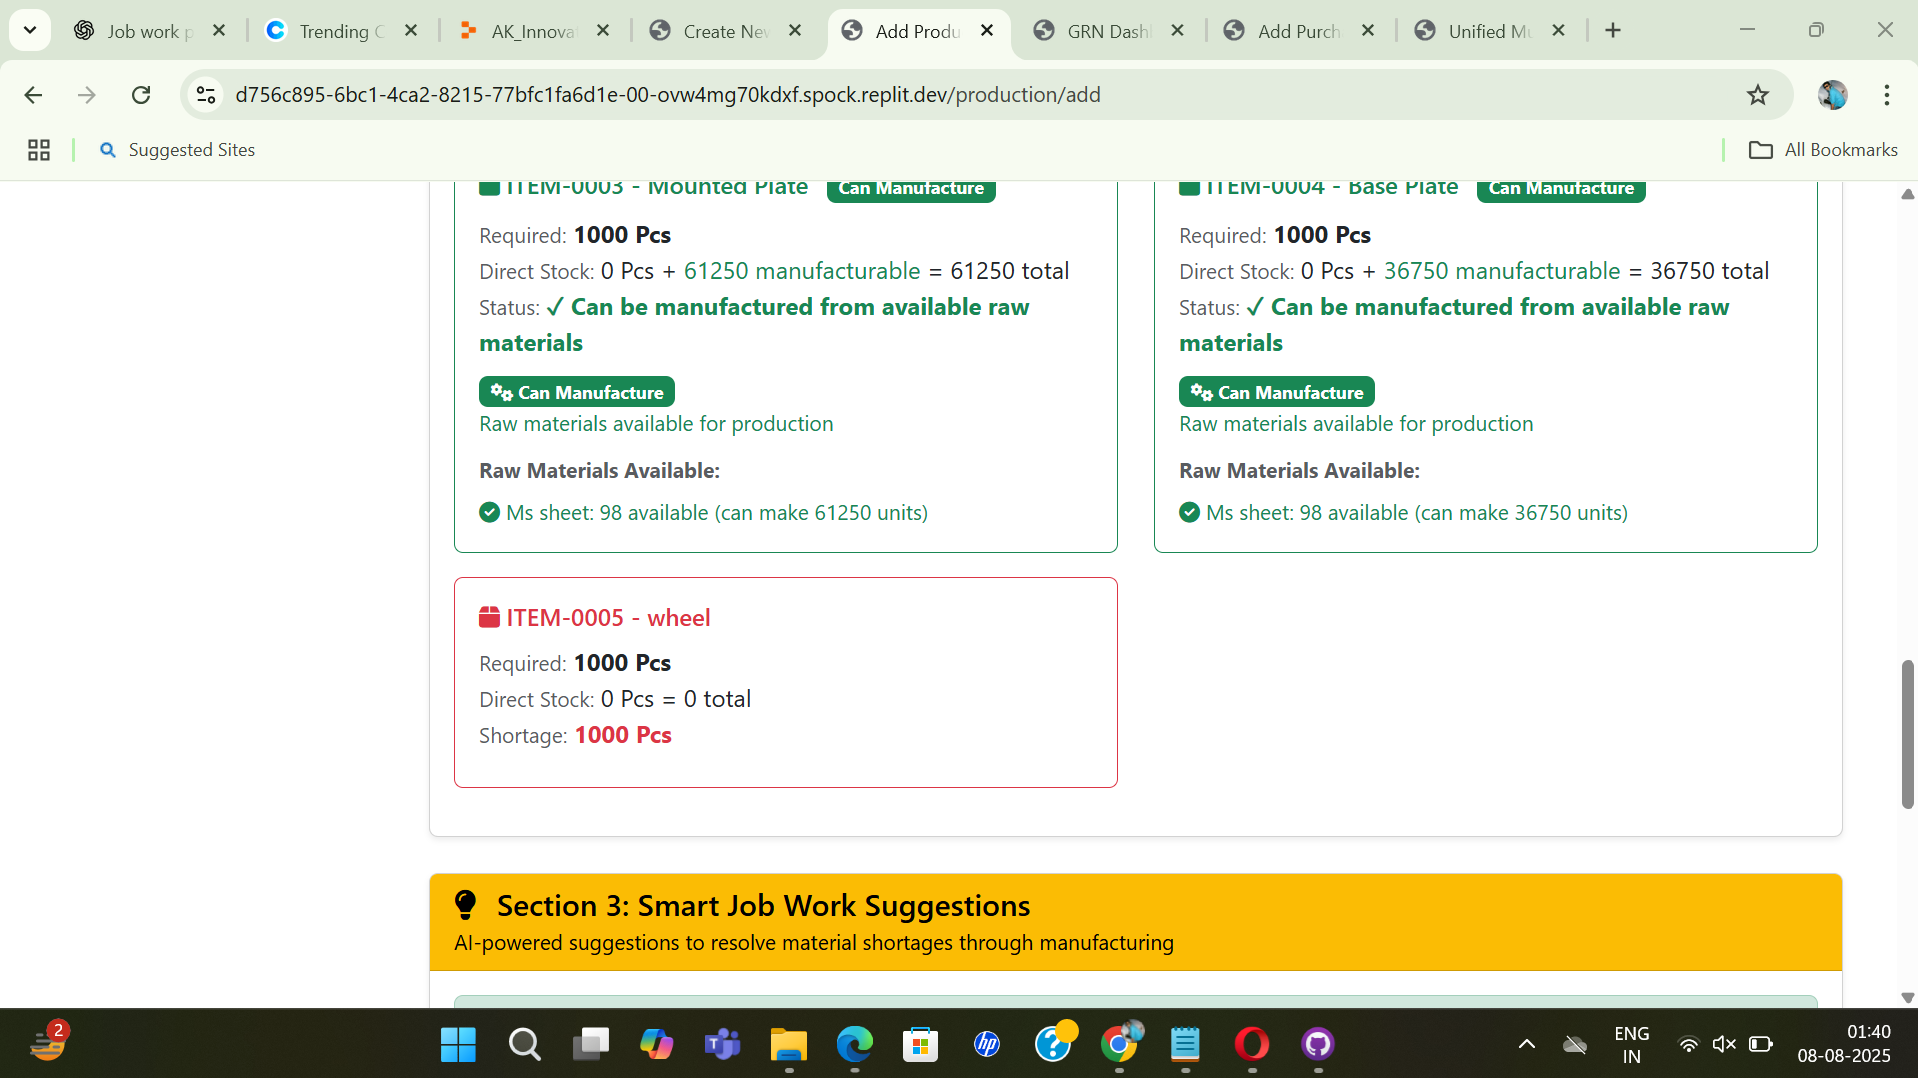 Job work p
Trending C
AK_Innova
Create Nev
Add Produ
GRN Dash
Add Purch
Unified Mu
d756c895-6bc1-4ca2-8215-77bfc1fa6d1e-00-ovw4mg70kdxf.spock.replit.dev/production/add
Suggested Sites
All Bookmarks
ITEM-0003 - Mounted Plate Can Manufacture
Required: 1000 Pcs
Direct Stock: 0 Pcs + 61250 manufacturable = 61250 total
Status: ✓ Can be manufactured from available raw
materials
Can Manufacture
Raw materials available for production
Raw Materials Available:
Ms sheet: 98 available (can make 61250 units)
ITEM-0004 - Base Plate Can Manufacture
Required: 1000 Pcs
Direct Stock: 0 Pcs + 36750 manufacturable = 36750 total
Status: ✓ Can be manufactured from available raw
materials
Can Manufacture
Raw materials available for production
Raw Materials Available:
Ms sheet: 98 available (can make 36750 units)
ITEM-0005 - wheel
Required: 1000 Pcs
Direct Stock: 0 Pcs = 0 total
Shortage: 1000 Pcs
Section 3: Smart Job Work Suggestions
AI-powered suggestions to resolve material shortages through manufacturing
2
hp
ENG
IN
01:40
08-08-2025